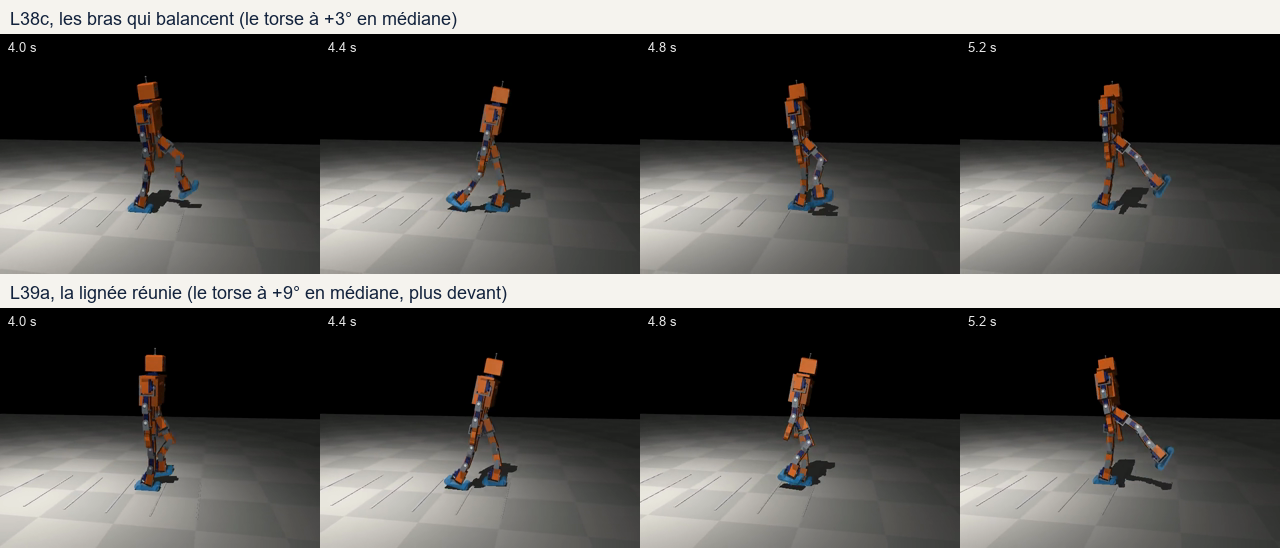 L38c, les bras qui balancent (le torse à +3° en médiane)
4.0 s
4.4 s
4.8 s
5.2 s
L39a, la lignée réunie (le torse à +9° en médiane, plus devant)
4.0 s
4.4 s
4.8 s
5.2 s